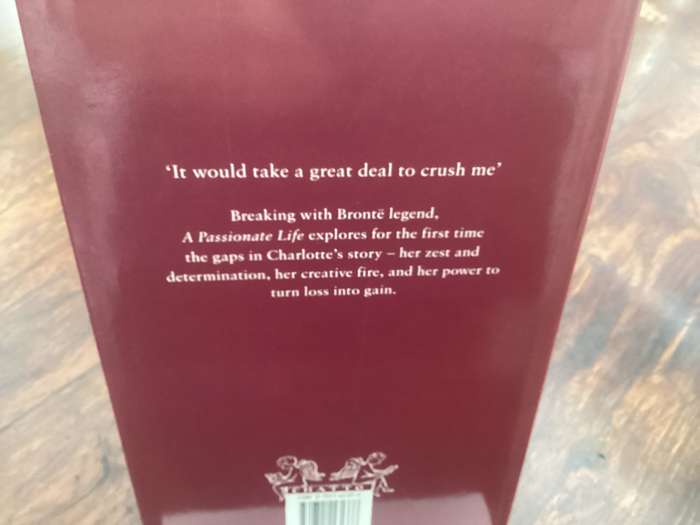 ‘It would take a great deal to crush me’
Breaking with Brontë legend,
A Passionate Life explores for the first time
the gaps in Charlotte’s story – her zest and
determination, her creative fire, and her power to
turn loss into gain.
CHATTO